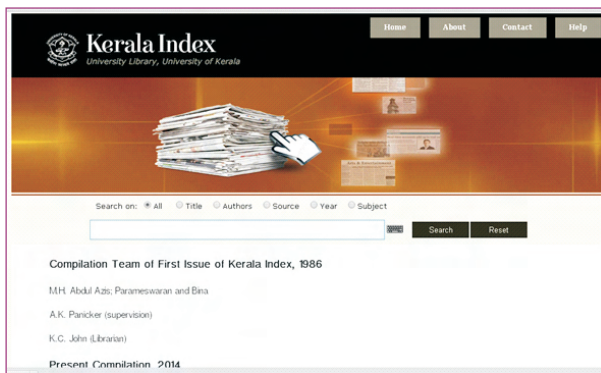 Home About Contact Help
Kerala Index
University Library, University of Kerala
Search on: All Title Authors Source Year Subject
Search Reset
Compilation Team of First Issue of Kerala Index, 1986
M.H. Abdul Azis; Parameswaran and Bina
A.K. Panicker (supervision)
K.C. John (Librarian)
Present Compilation, 2014